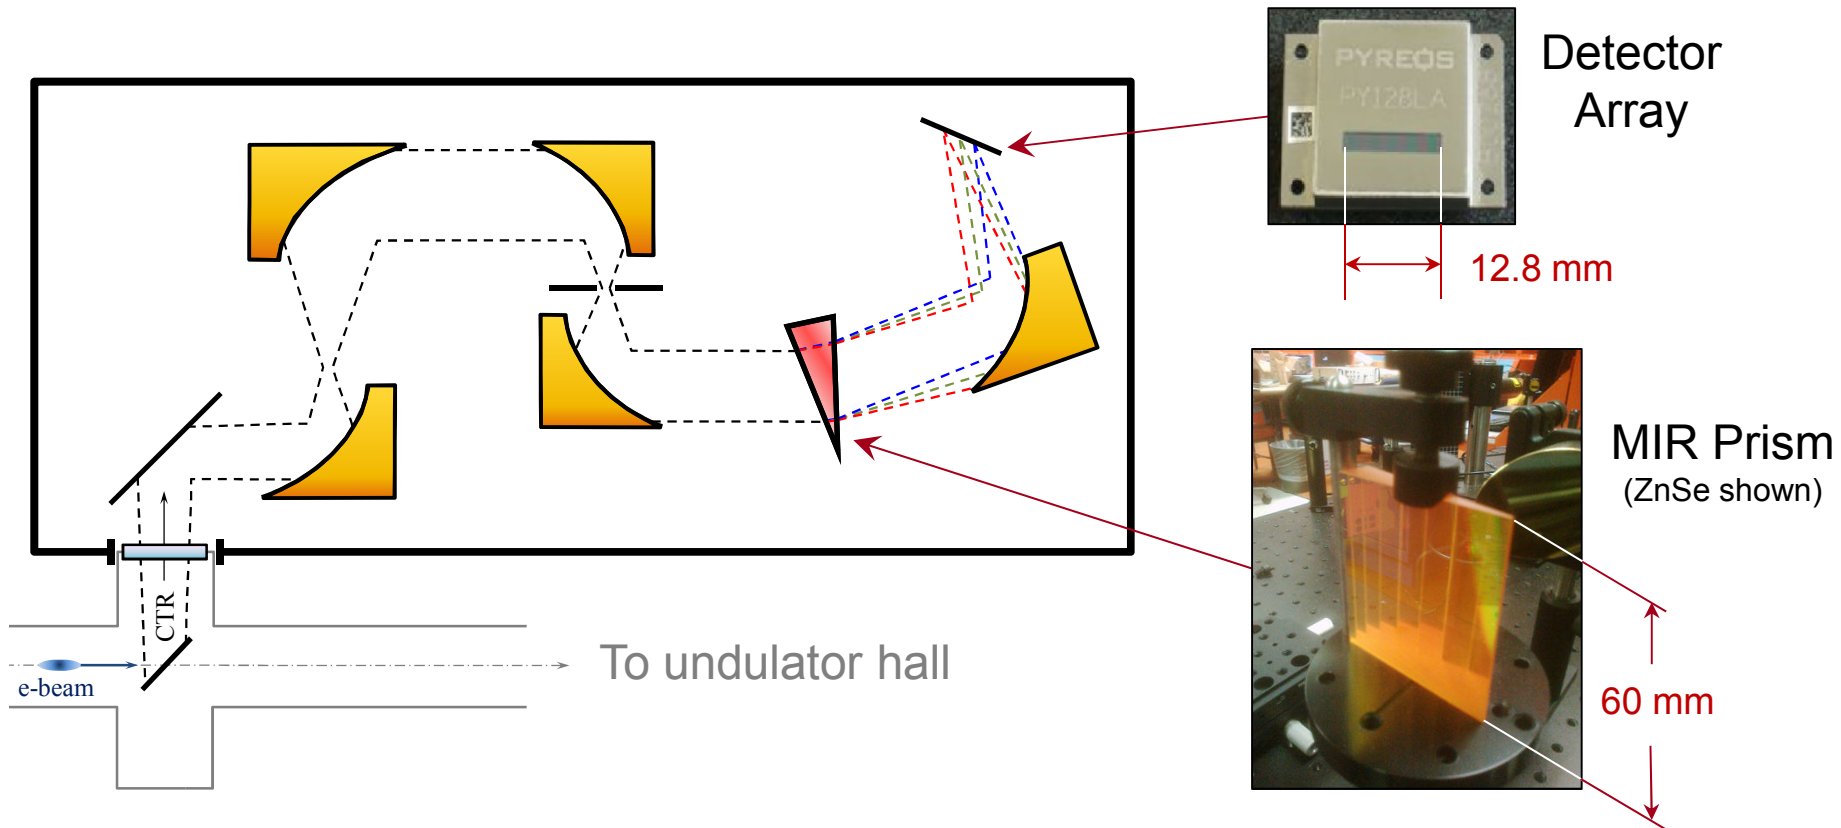 PYREOS
PY128LA
Detector
Array
12.8 mm
MIR Prism
(ZnSe shown)
60 mm
CTR
e-beam
To undulator hall